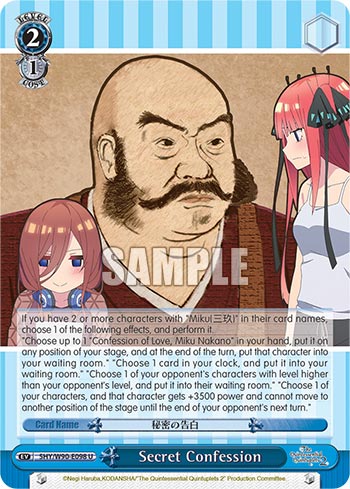 LEVEL
2
1
COST
SAMPLE
If you have 2 or more characters with "Miku(三玖)" in their card names,
choose 1 of the following effects, and perform it.
"Choose up to 1 "Confession of Love, Miku Nakano" in your hand, put it on
any position of your stage, and at the end of the turn, put that character into
your waiting room." "Choose 1 card in your clock, and put it into your
waiting room." "Choose 1 of your opponent's characters with level higher
than your opponent's level, and put it into their waiting room." "Choose 1 of
your characters, and that character gets +3500 power and cannot move to
another position of the stage until the end of your opponent's next turn."
Card Name
秘密の告白
EV
5HY/W90-E098 U
Secret Confession
©Negi Haruba,KODANSHA/"The Quintessential Quintuplets 2" Production Committee.